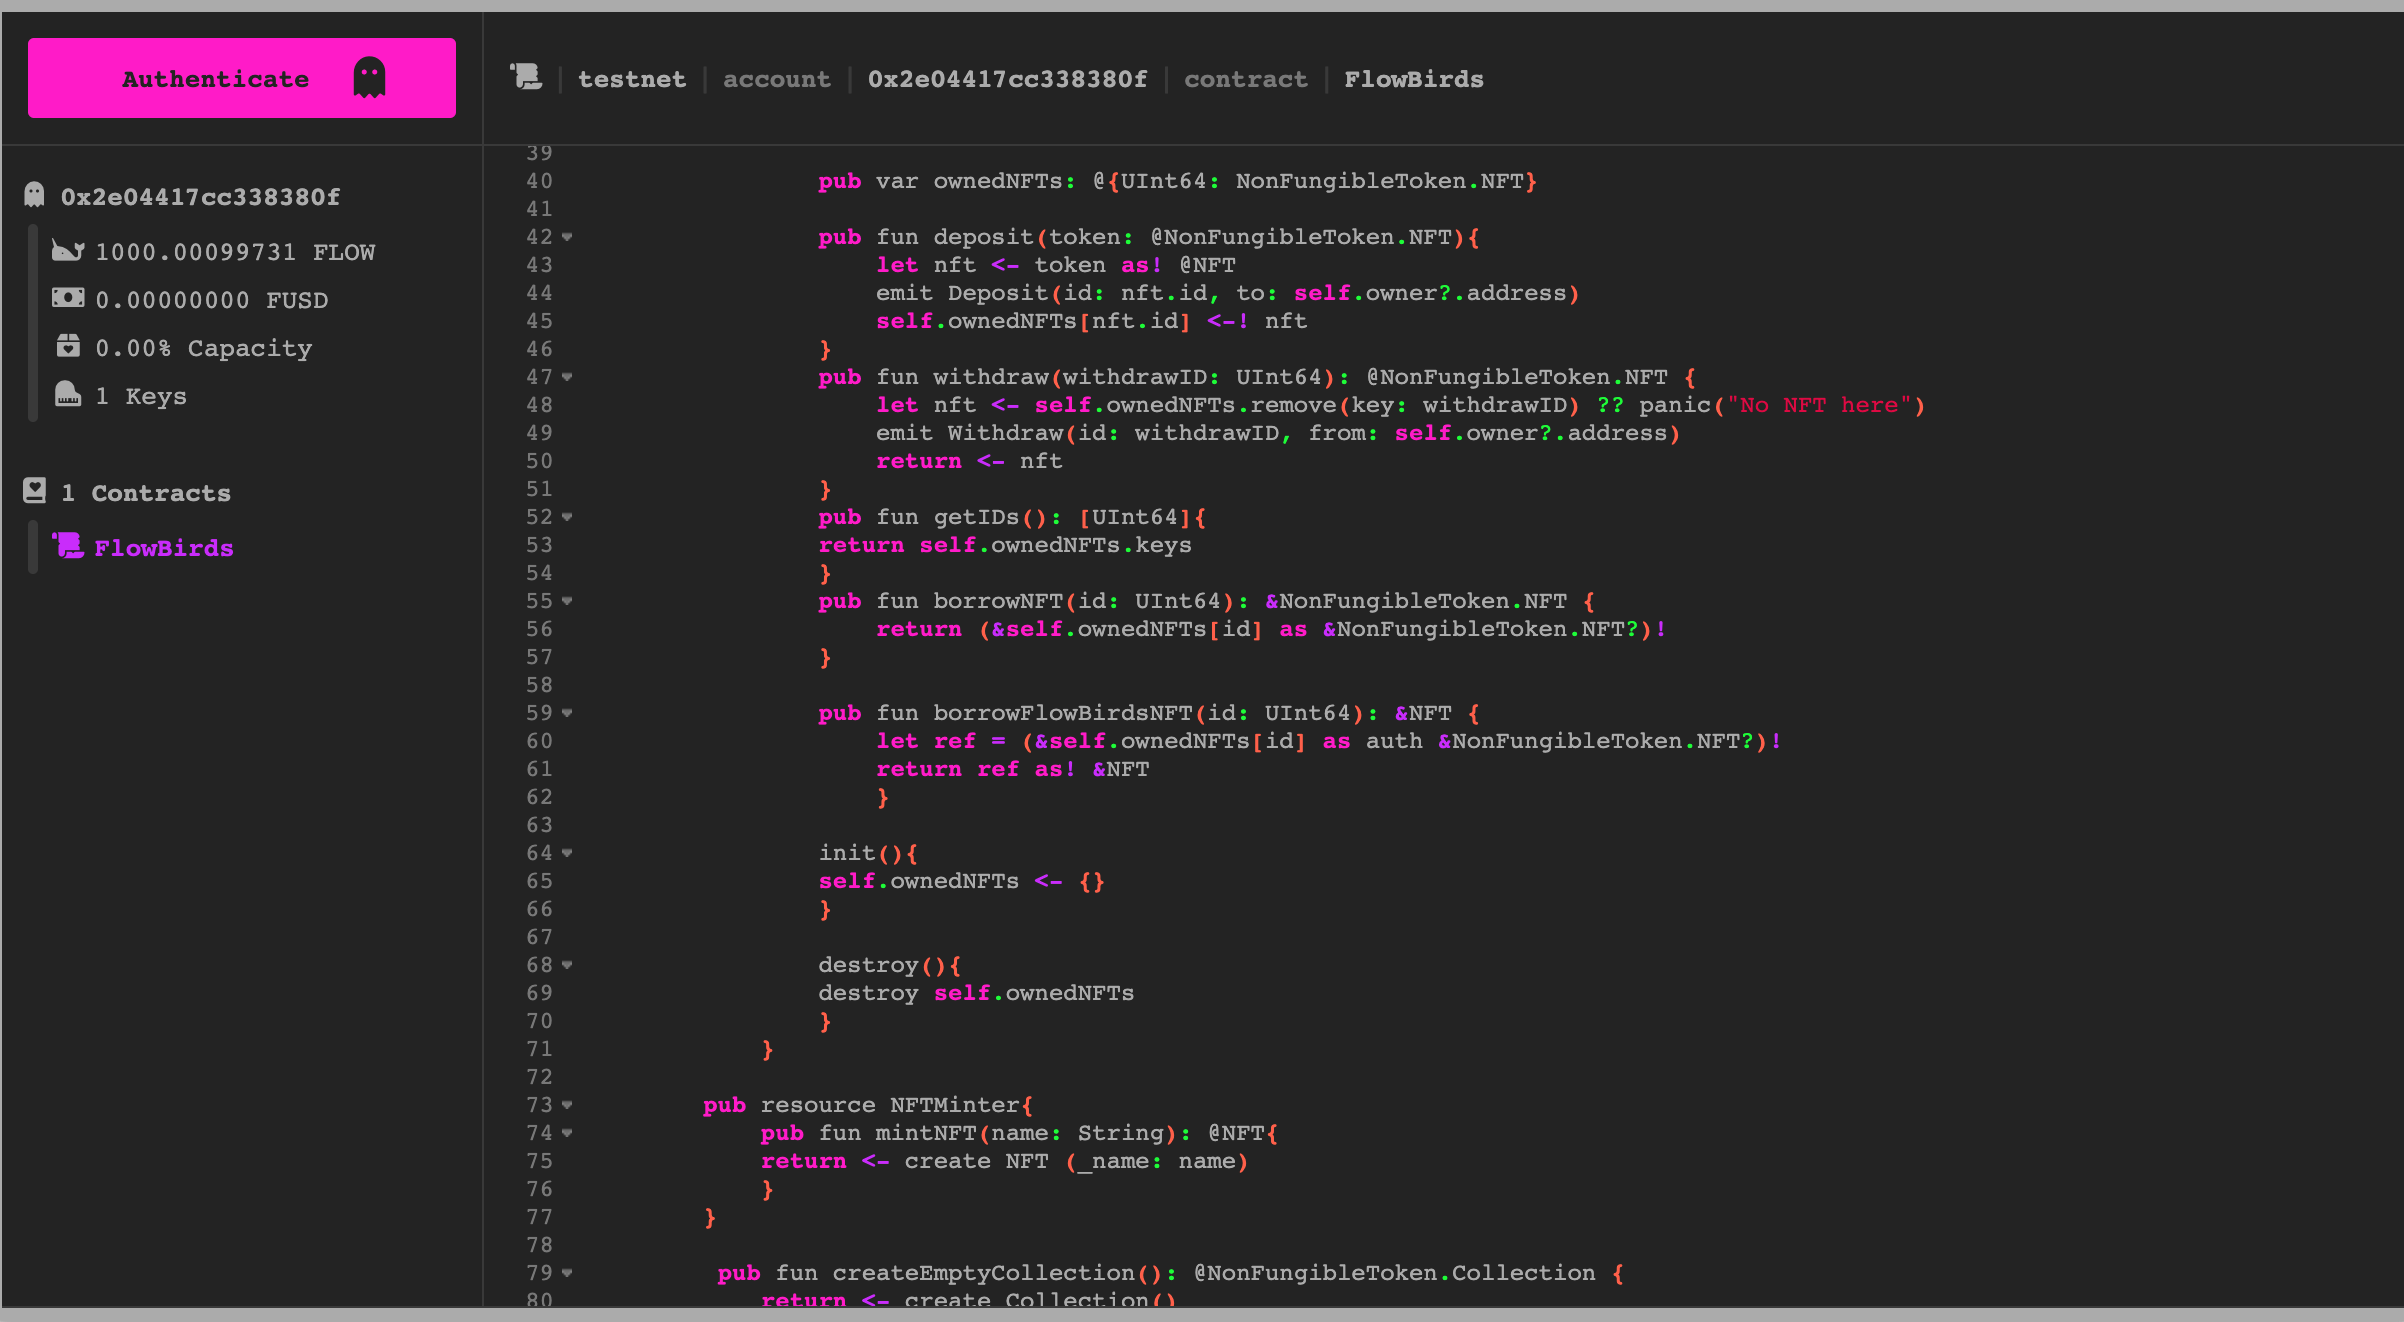 Authenticate
testnet | account | 0x2e04417cc338380f | contract | FlowBirds
0x2e04417cc338380f
1000.00099731 FLOW
0.00000000 FUSD
0.00% Capacity
1 Keys
1 Contracts
FlowBirds
39
40 pub var ownedNFTs: @{UInt64: NonFungibleToken.NFT}
41
42 pub fun deposit(token: @NonFungibleToken.NFT){
43 let nft <- token as! @NFT
44 emit Deposit(id: nft.id, to: self.owner?.address)
45 self.ownedNFTs[nft.id] <-! nft
46 }
47 pub fun withdraw(withdrawID: UInt64): @NonFungibleToken.NFT {
48 let nft <- self.ownedNFTs.remove(key: withdrawID) ?? panic("No NFT here")
49 emit Withdraw(id: withdrawID, from: self.owner?.address)
50 return <- nft
51 }
52 pub fun getIDs(): [UInt64]{
53 return self.ownedNFTs.keys
54 }
55 pub fun borrowNFT(id: UInt64): &NonFungibleToken.NFT {
56 return (&self.ownedNFTs[id] as &NonFungibleToken.NFT?)!
57 }
58
59 pub fun borrowFlowBirdsNFT(id: UInt64): &NFT {
60 let ref = (&self.ownedNFTs[id] as auth &NonFungibleToken.NFT?)!
61 return ref as! &NFT
62 }
63
64 init(){
65 self.ownedNFTs <- {}
66 }
67
68 destroy(){
69 destroy self.ownedNFTs
70 }
71 }
72
73 pub resource NFTMinter{
74 pub fun mintNFT(name: String): @NFT{
75 return <- create NFT (_name: name)
76 }
77 }
78
79 pub fun createEmptyCollection(): @NonFungibleToken.Collection {
80 return <- create Collection()